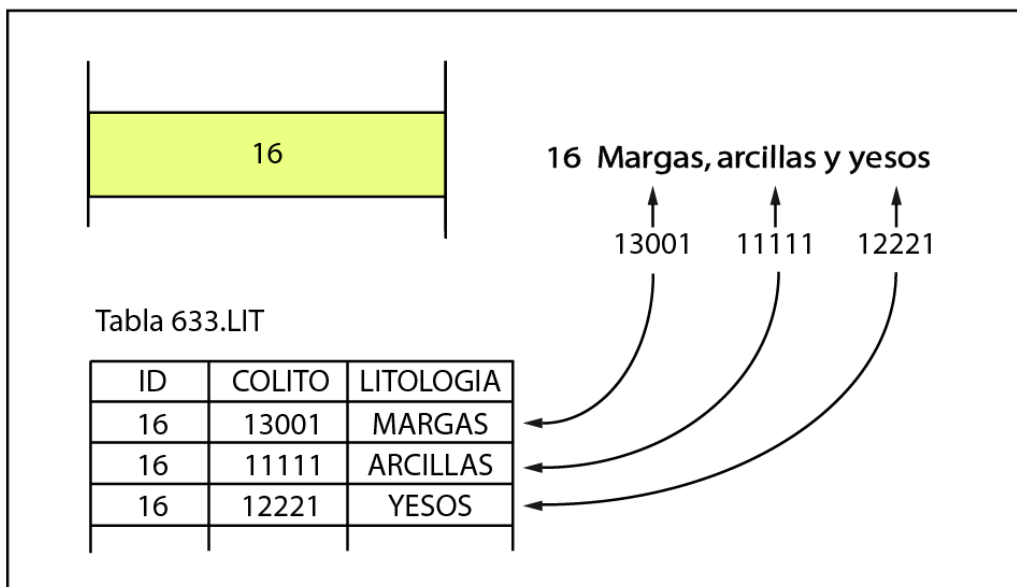 16
16 Margas, arcillas y yesos
13001 11111 12221
Tabla 633.LIT
ID COLITO LITOLOGIA
16 13001 MARGAS
16 11111 ARCILLAS
16 12221 YESOS